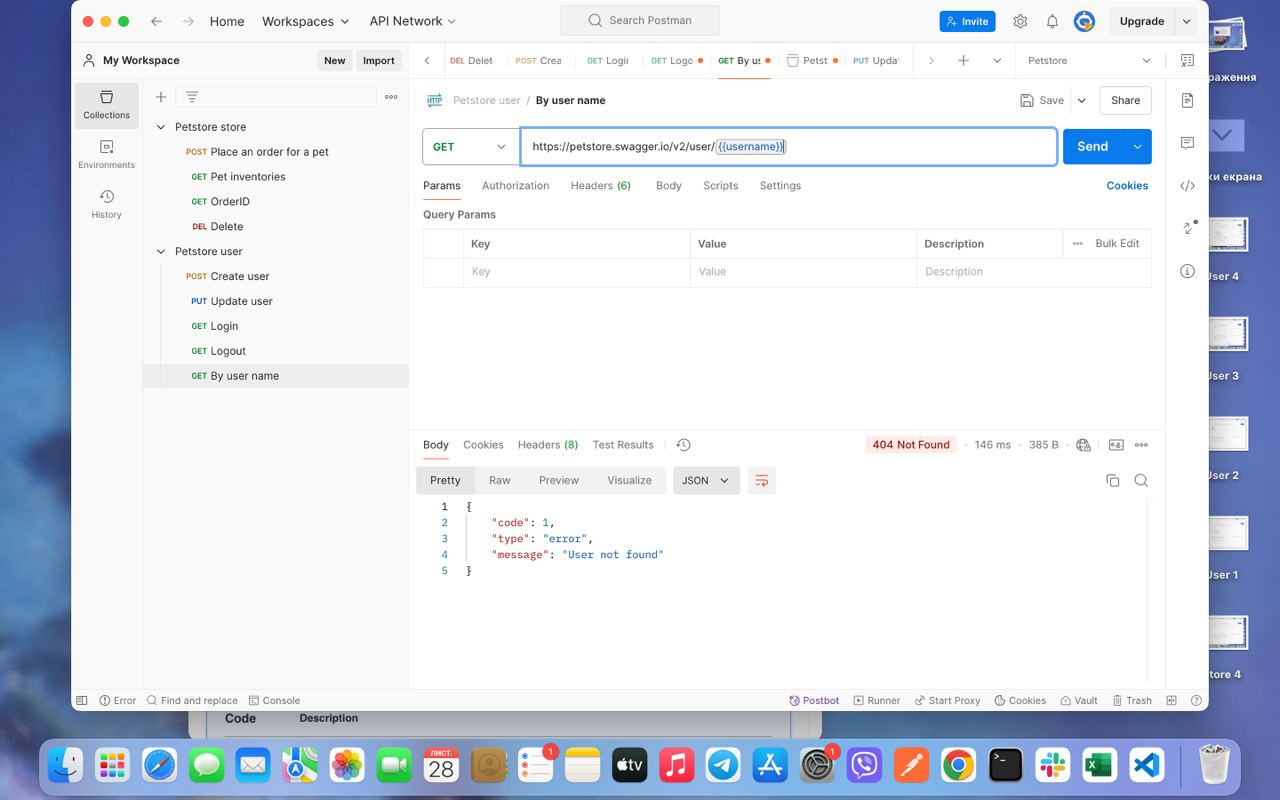 Home
Workspaces
API Network
Search Postman
Invite
Upgrade
My Workspace
New
Import
DEL Delet
POST Crea
GET Login
GET Logo
GET By us
Petst
PUT Upda
Petstore
Collections
Environments
History
Petstore store
POST Place an order for a pet
GET Pet inventories
GET OrderID
DEL Delete
Petstore user
POST Create user
PUT Update user
GET Login
GET Logout
GET By user name
HTTP
Petstore user / By user name
Save
Share
GET
https://petstore.swagger.io/v2/user/{{username}}
Send
Params
Authorization
Headers (6)
Body
Scripts
Settings
Cookies
Query Params
Key
Value
Description
Bulk Edit
Key
Value
Description
Body
Cookies
Headers (8)
Test Results
404 Not Found
146 ms
385 B
e.g.
Pretty
Raw
Preview
Visualize
JSON
1 {
2 "code": 1,
3 "type": "error",
4 "message": "User not found"
5 }
Error
Find and replace
Console
Postbot
Runner
Start Proxy
Cookies
Vault
Trash
Code
Description
раження
ки екрана
User 4
User 3
User 2
User 1
tore 4
ЛИСТ.
28
1
tv
1